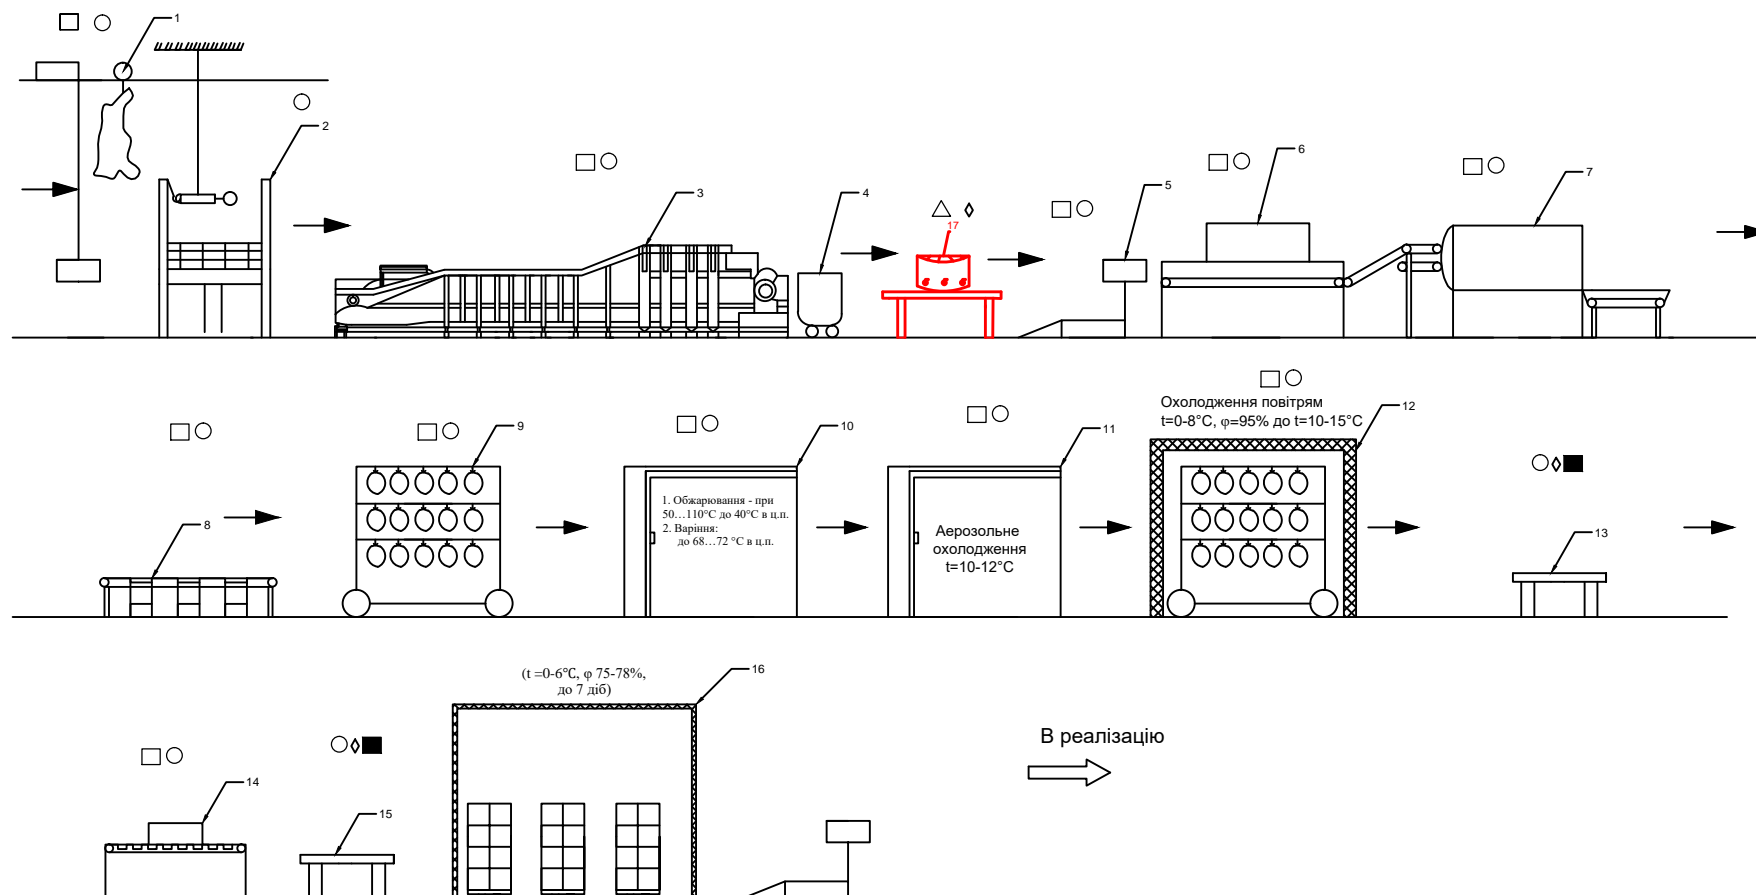 1
2
3
4
17
5
6
7
8
9
1. Обжарювання - при
50...110°C до 40°C в ц.п.
2. Варіння:
до 68...72 °C в ц.п.
10
Аерозольне
охолодження
t=10-12°C
11
Охолодження повітрям
t=0-8°C, φ=95% до t=10-15°C
12
13
14
15
(t =0-6℃, φ 75-78%,
до 7 діб)
16
В реалізацію